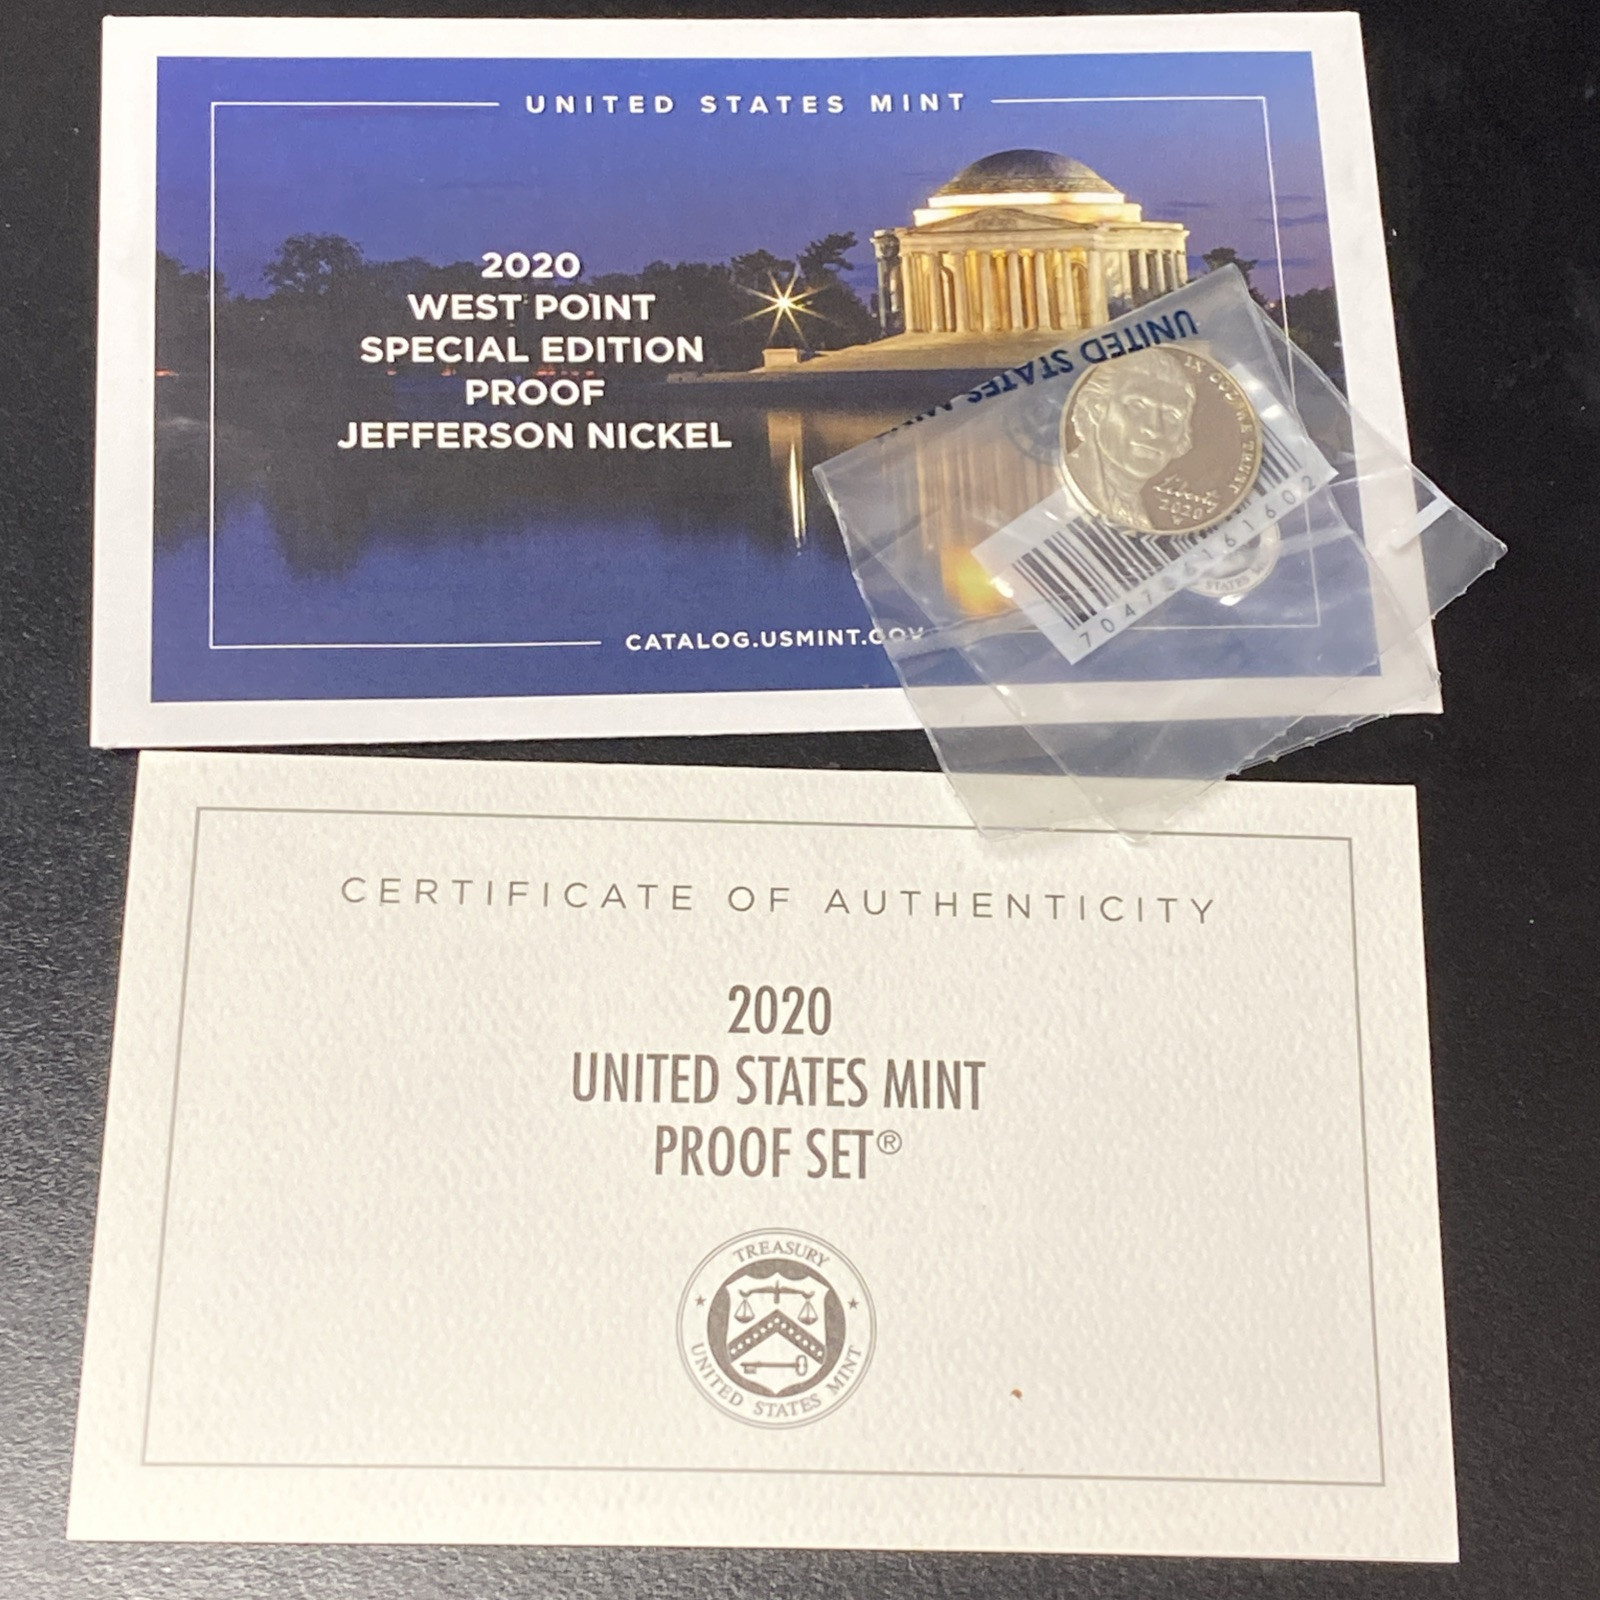 UNITED STATES MINT
2020
WEST POINT
SPECIAL EDITION
PROOF
JEFFERSON NICKEL
CATALOG.USMINT.GOV
UNITED STATES
IN GOD WE TRUST
Liberty
2020
W
CERTIFICATE OF AUTHENTICITY
2020
UNITED STATES MINT
PROOF SET®
TREASURY
UNITED STATES MINT